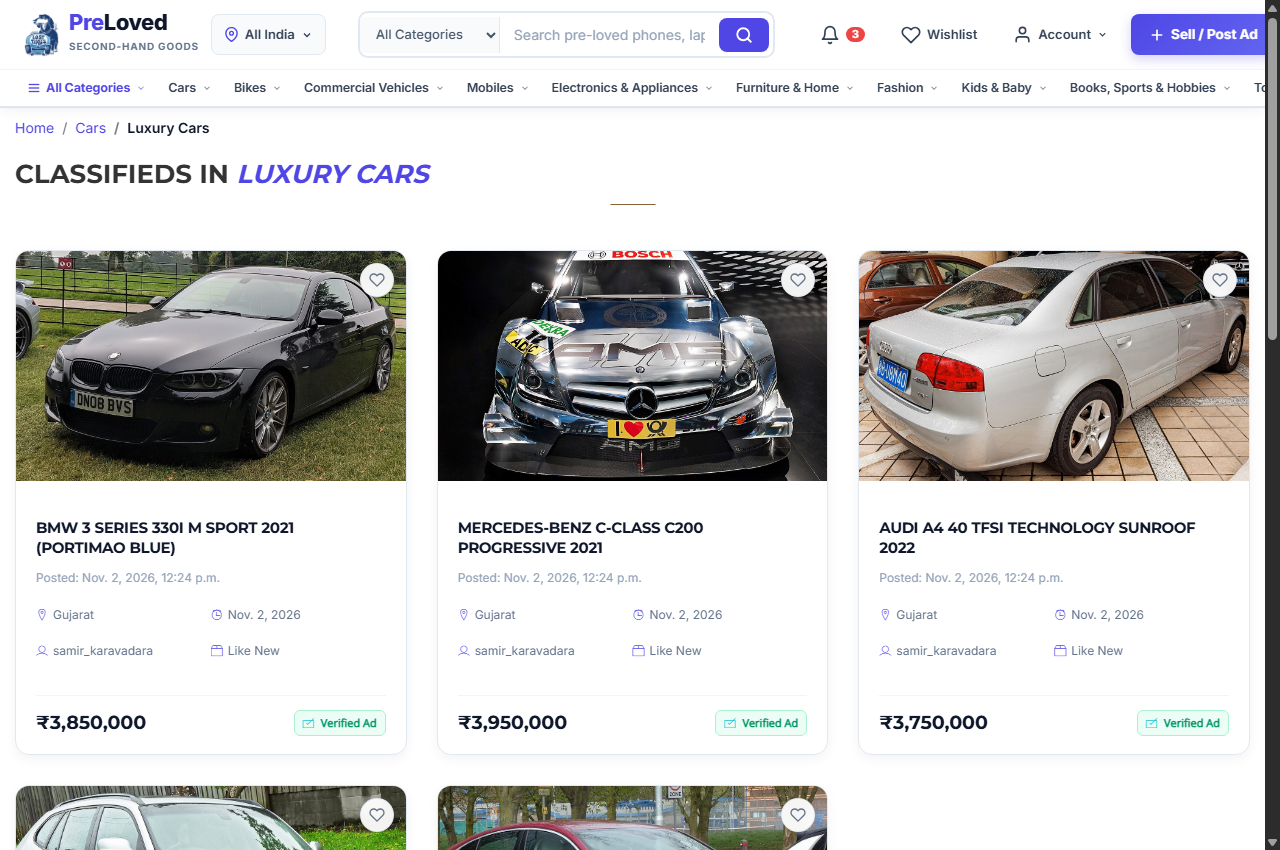 PreLoved
SECOND-HAND GOODS
All India
All Categories
Search pre-loved phones, lap
3
Wishlist
Account
Sell / Post Ad
All Categories
Cars
Bikes
Commercial Vehicles
Mobiles
Electronics & Appliances
Furniture & Home
Fashion
Kids & Baby
Books, Sports & Hobbies
To
Home / Cars / Luxury Cars
CLASSIFIEDS IN LUXURY CARS
DN08 BVS
BOSCH
DEKRA
ADAC
AMG
I ❤
AMG
BMW 3 SERIES 330I M SPORT 2021
(PORTIMAO BLUE)
Posted: Nov. 2, 2026, 12:24 p.m.
Gujarat
Nov. 2, 2026
samir_karavadara
Like New
₹3,850,000
Verified Ad
MERCEDES-BENZ C-CLASS C200
PROGRESSIVE 2021
Posted: Nov. 2, 2026, 12:24 p.m.
Gujarat
Nov. 2, 2026
samir_karavadara
Like New
₹3,950,000
Verified Ad
AUDI A4 40 TFSI TECHNOLOGY SUNROOF
2022
Posted: Nov. 2, 2026, 12:24 p.m.
Gujarat
Nov. 2, 2026
samir_karavadara
Like New
₹3,750,000
Verified Ad
ZONE